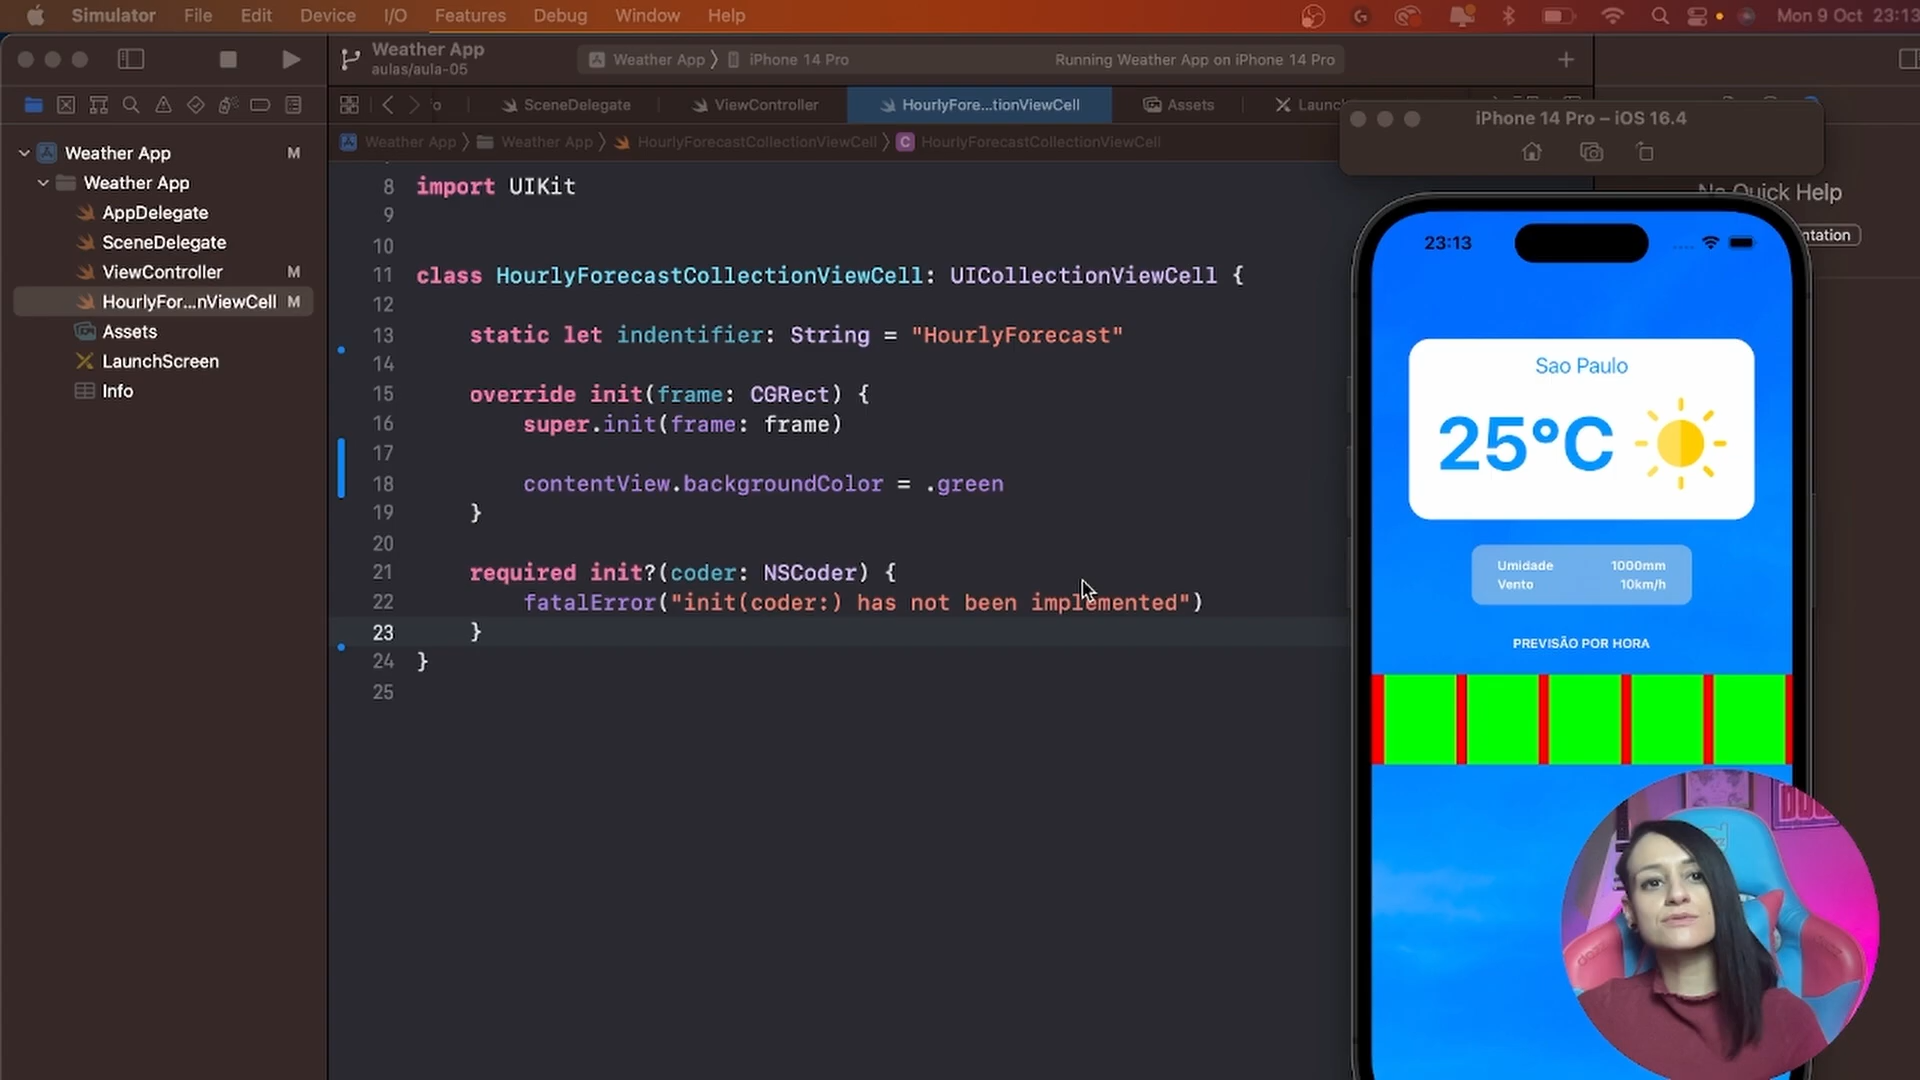 Simulator File Edit Device I/O Features Debug Window Help Mon 9 Oct 23:13
Weather App
aulas/aula-05
Weather App 〉 iPhone 14 Pro Running Weather App on iPhone 14 Pro
SceneDelegate ViewController HourlyFore...tionViewCell Assets Launc
Weather App 〉 Weather App 〉 HourlyForecastCollectionViewCell 〉 C HourlyForecastCollectionViewCell
Weather App M
Weather App
AppDelegate
SceneDelegate
ViewController M
HourlyFor...nViewCell M
Assets
LaunchScreen
Info
8 import UIKit
9
10
11 class HourlyForecastCollectionViewCell: UICollectionViewCell {
12
13 static let indentifier: String = "HourlyForecast"
14
15 override init(frame: CGRect) {
16 super.init(frame: frame)
17
18 contentView.backgroundColor = .green
19 }
20
21 required init?(coder: NSCoder) {
22 fatalError("init(coder:) has not been implemented")
23 }
24 }
25
iPhone 14 Pro – iOS 16.4
No Quick Help
ntation
23:13
Sao Paulo
25°C
Umidade 1000mm
Vento 10km/h
PREVISÃO POR HORA